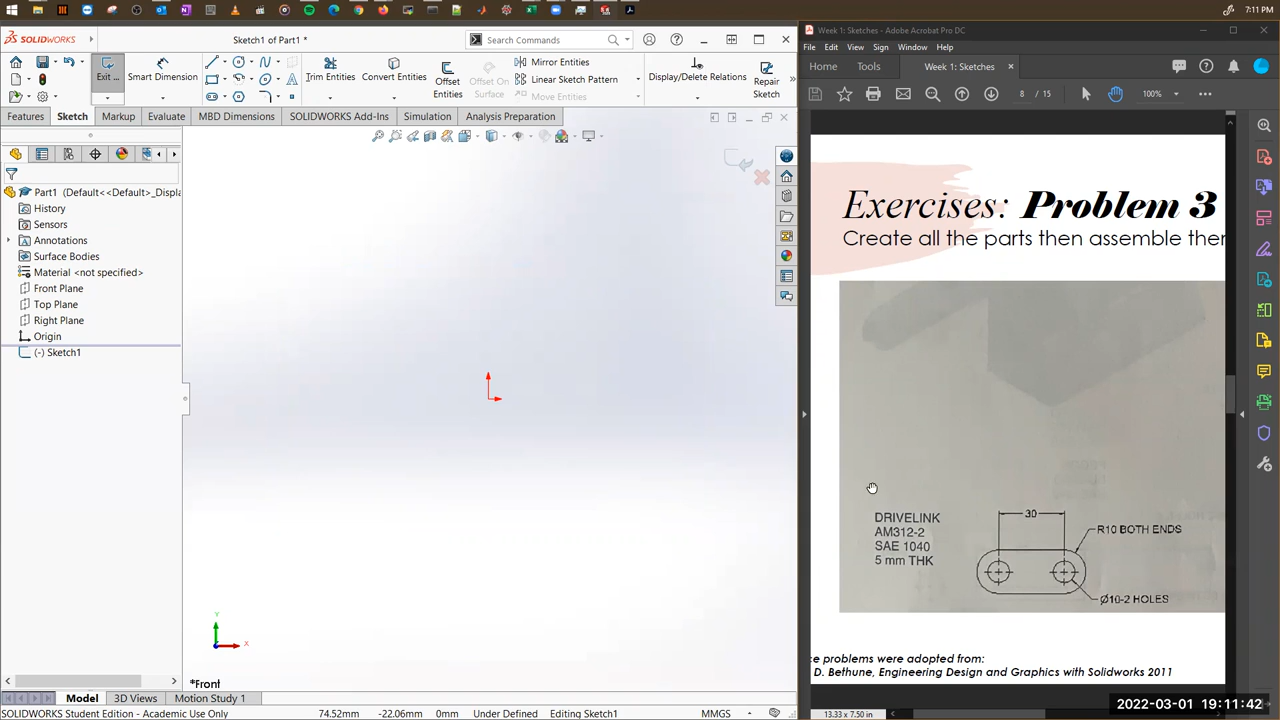 7:11 PM
SOLIDWORKS
Sketch1 of Part1 *
Search Commands
Week 1: Sketches - Adobe Acrobat Pro DC
File Edit View Sign Window Help
Exit ...
Smart Dimension
Trim Entities
Convert Entities
Offset Entities
Offset On Surface
Mirror Entities
Linear Sketch Pattern
Move Entities
Display/Delete Relations
Repair Sketch
Home Tools Week 1: Sketches ×
8 / 15 100%
Features Sketch Markup Evaluate MBD Dimensions SOLIDWORKS Add-Ins Simulation Analysis Preparation
Part1 (Default<<Default>_Displa
History
Sensors
Annotations
Surface Bodies
Material <not specified>
Front Plane
Top Plane
Right Plane
Origin
(-) Sketch1
Exercises: Problem 3
Create all the parts then assemble ther
DRIVELINK
AM312-2
SAE 1040
5 mm THK
30
R10 BOTH ENDS
Ø10-2 HOLES
ce problems were adopted from:
D. Bethune, Engineering Design and Graphics with Solidworks 2011
Y
X
*Front
Model 3D Views Motion Study 1
SOLIDWORKS Student Edition - Academic Use Only
74.52mm -22.06mm 0mm Under Defined Editing Sketch1 MMGS
13.33 x 7.50 in
2022-03-01 19:11:42